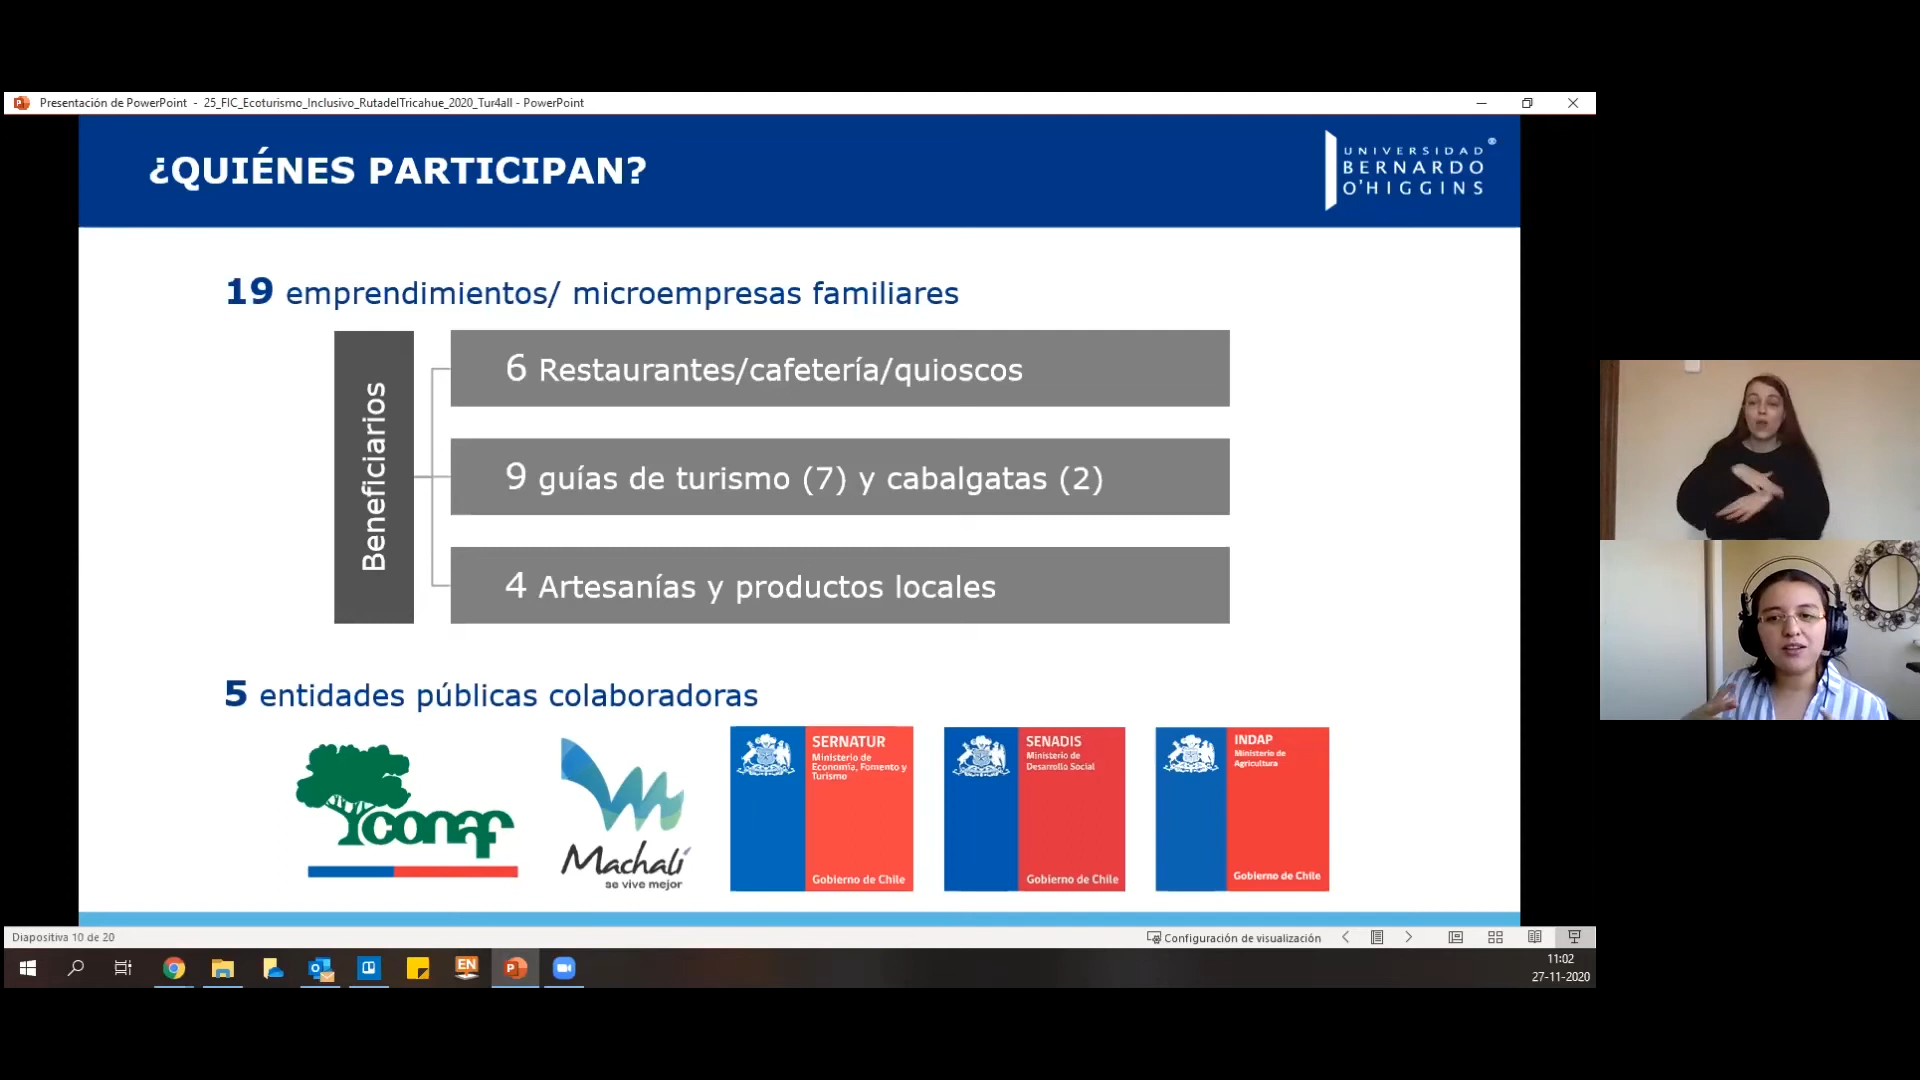 Presentación de PowerPoint - 25_FIC_Ecoturismo_Inclusivo_RutadelTricahue_2020_Tur4all - PowerPoint
¿QUIÉNES PARTICIPAN?
UNIVERSIDAD®
BERNARDO
O'HIGGINS
19 emprendimientos/ microempresas familiares
Beneficiarios
6 Restaurantes/cafetería/quioscos
9 guías de turismo (7) y cabalgatas (2)
4 Artesanías y productos locales
5 entidades públicas colaboradoras
conaf
Machalí
se vive mejor
SERNATUR
Ministerio de
Economía, Fomento y
Turismo
Gobierno de Chile
SENADIS
Ministerio de
Desarrollo Social
Gobierno de Chile
INDAP
Ministerio de
Agricultura
Gobierno de Chile
Diapositiva 10 de 20
Configuración de visualización
EN
11:02
27-11-2020